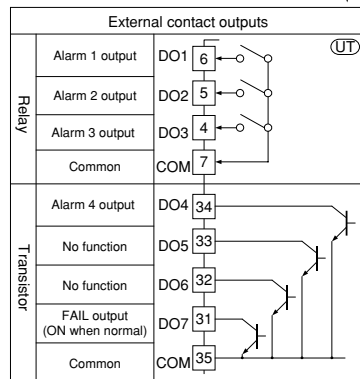 External contact outputs
UT
Relay
Alarm 1 output DO1 6
Alarm 2 output DO2 5
Alarm 3 output DO3 4
Common COM 7
Transistor
Alarm 4 output DO4 34
No function DO5 33
No function DO6 32
FAIL output
(ON when normal) DO7 31
Common COM 35